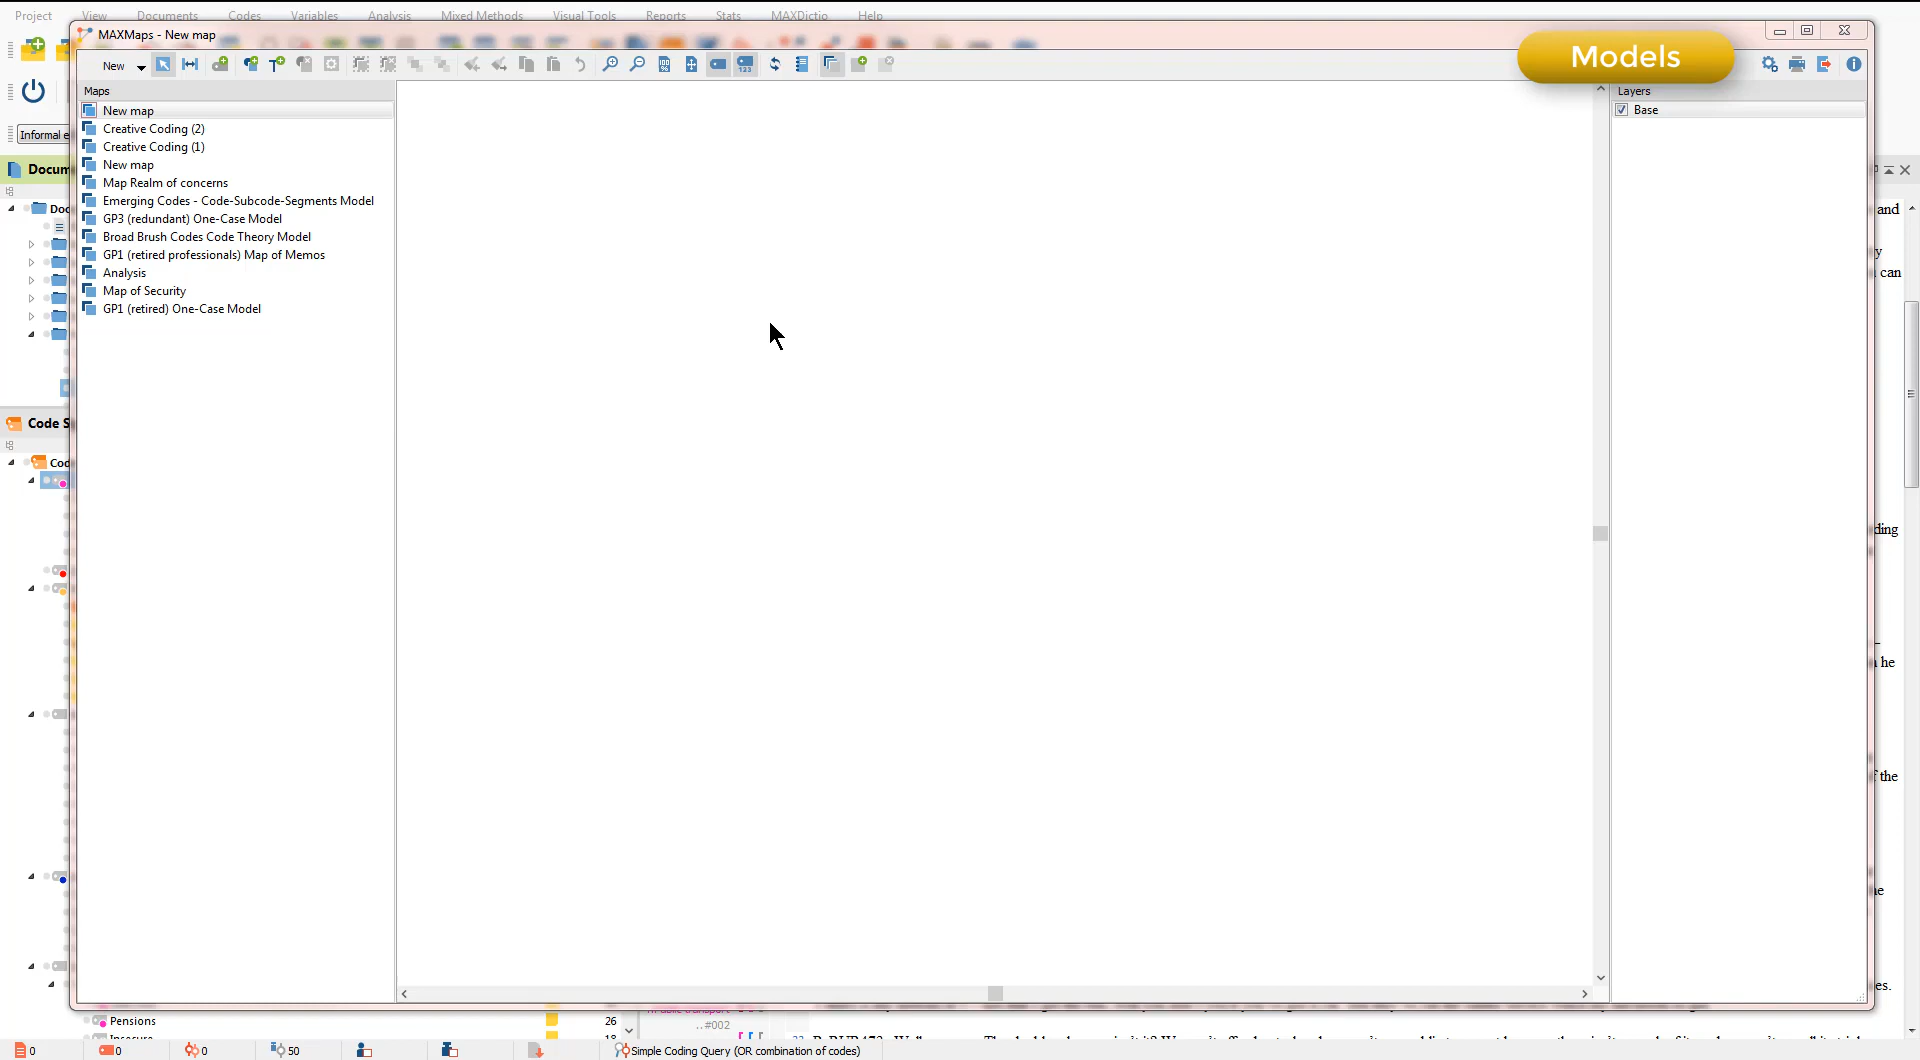 Project View Documents Codes Variables Analysis Mixed Methods Visual Tools Reports Stats MAXDictio Help
MAXMaps - New map
Models
New
Maps
New map
Creative Coding (2)
Creative Coding (1)
New map
Map Realm of concerns
Emerging Codes - Code-Subcode-Segments Model
GP3 (redundant) One-Case Model
Broad Brush Codes Code Theory Model
GP1 (retired professionals) Map of Memos
Analysis
Map of Security
GP1 (retired) One-Case Model
Layers
Base
Informal e
Docum
Doc
Code S
Cod
and
y
can
ding
he
f the
es.
Pensions 26
..#002
0 0 0 50 Simple Coding Query (OR combination of codes)